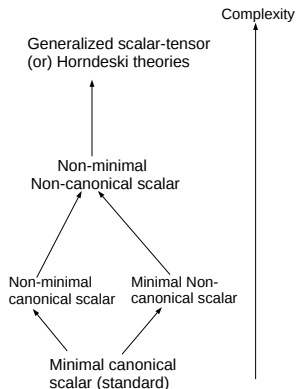 Complexity
Generalized scalar-tensor
(or) Horndeski theories
Non-minimal
Non-canonical scalar
Non-minimal
canonical scalar
Minimal Non-
canonical scalar
Minimal canonical
scalar (standard)